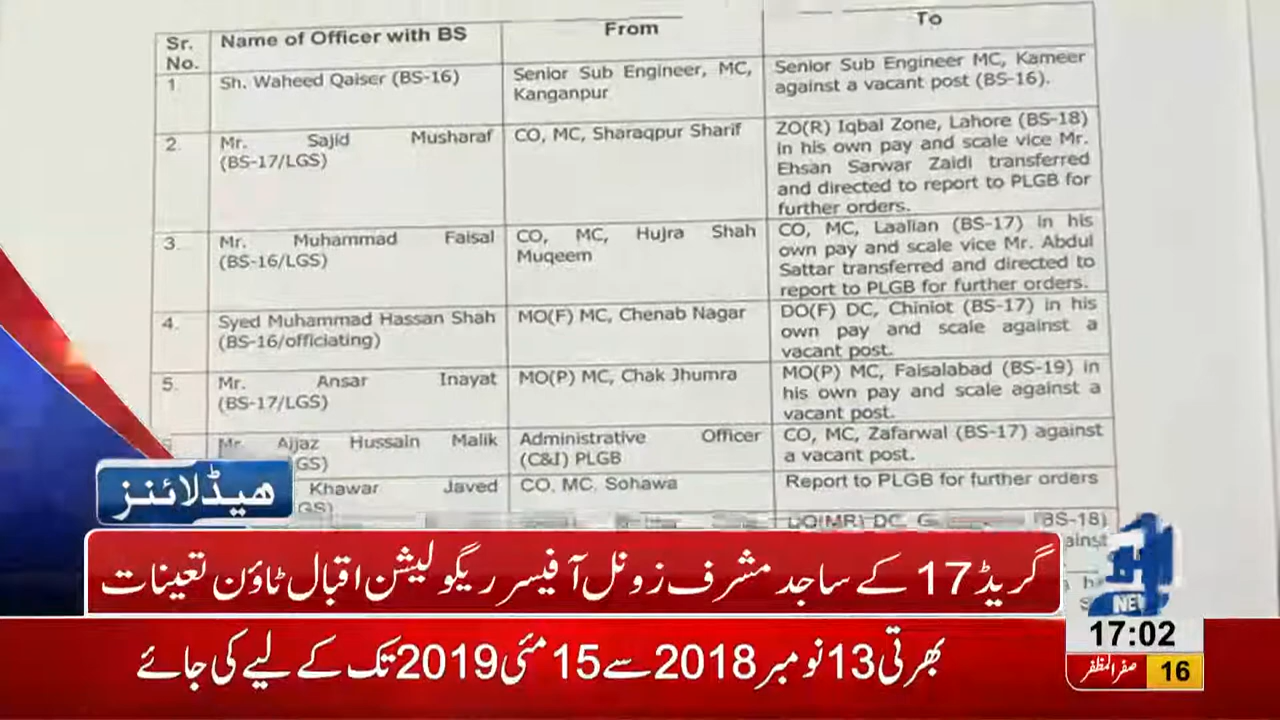 Sr. No.
Name of Officer with BS
From
To
1.
Sh. Waheed Qaiser (BS-16)
Senior Sub Engineer, MC,
Kanganpur
Senior Sub Engineer MC, Kameer
against a vacant post (BS-16).
2.
Mr. Sajid Musharaf
(BS-17/LGS)
CO, MC, Sharaqpur Sharif
ZO(R) Iqbal Zone, Lahore (BS-18)
in his own pay and scale vice Mr.
Ehsan Sarwar Zaidi transferred
and directed to report to PLGB for
further orders.
3.
Mr. Muhammad Faisal
(BS-16/LGS)
CO, MC, Hujra Shah
Muqeem
CO, MC, Laalian (BS-17) in his
own pay and scale vice Mr. Abdul
Sattar transferred and directed to
report to PLGB for further orders.
4.
Syed Muhammad Hassan Shah
(BS-16/officiating)
MO(F) MC, Chenab Nagar
DO(F) DC, Chiniot (BS-17) in his
own pay and scale against a
vacant post.
5.
Mr. Ansar Inayat
(BS-17/LGS)
MO(P) MC, Chak Jhumra
MO(P) MC, Faisalabad (BS-19) in
his own pay and scale against a
vacant post.
Mr. Aijaz Hussain Malik
GS)
Administrative Officer
(C&I) PLGB
CO, MC, Zafarwal (BS-17) against
a vacant post.
Khawar Javed
GS)
CO, MC, Sohawa
Report to PLGB for further orders
DO(MR) DC, BS-18)
ہیڈلائنز
گریڈ 17 کے ساجد مشرف زونل آفیسر ریگولیشن اقبال ٹاؤن تعینات
بھرتی 13 نومبر 2018 سے 15 مئی 2019 تک کے لیے کی جائے
17:02
16 صفر المظفر